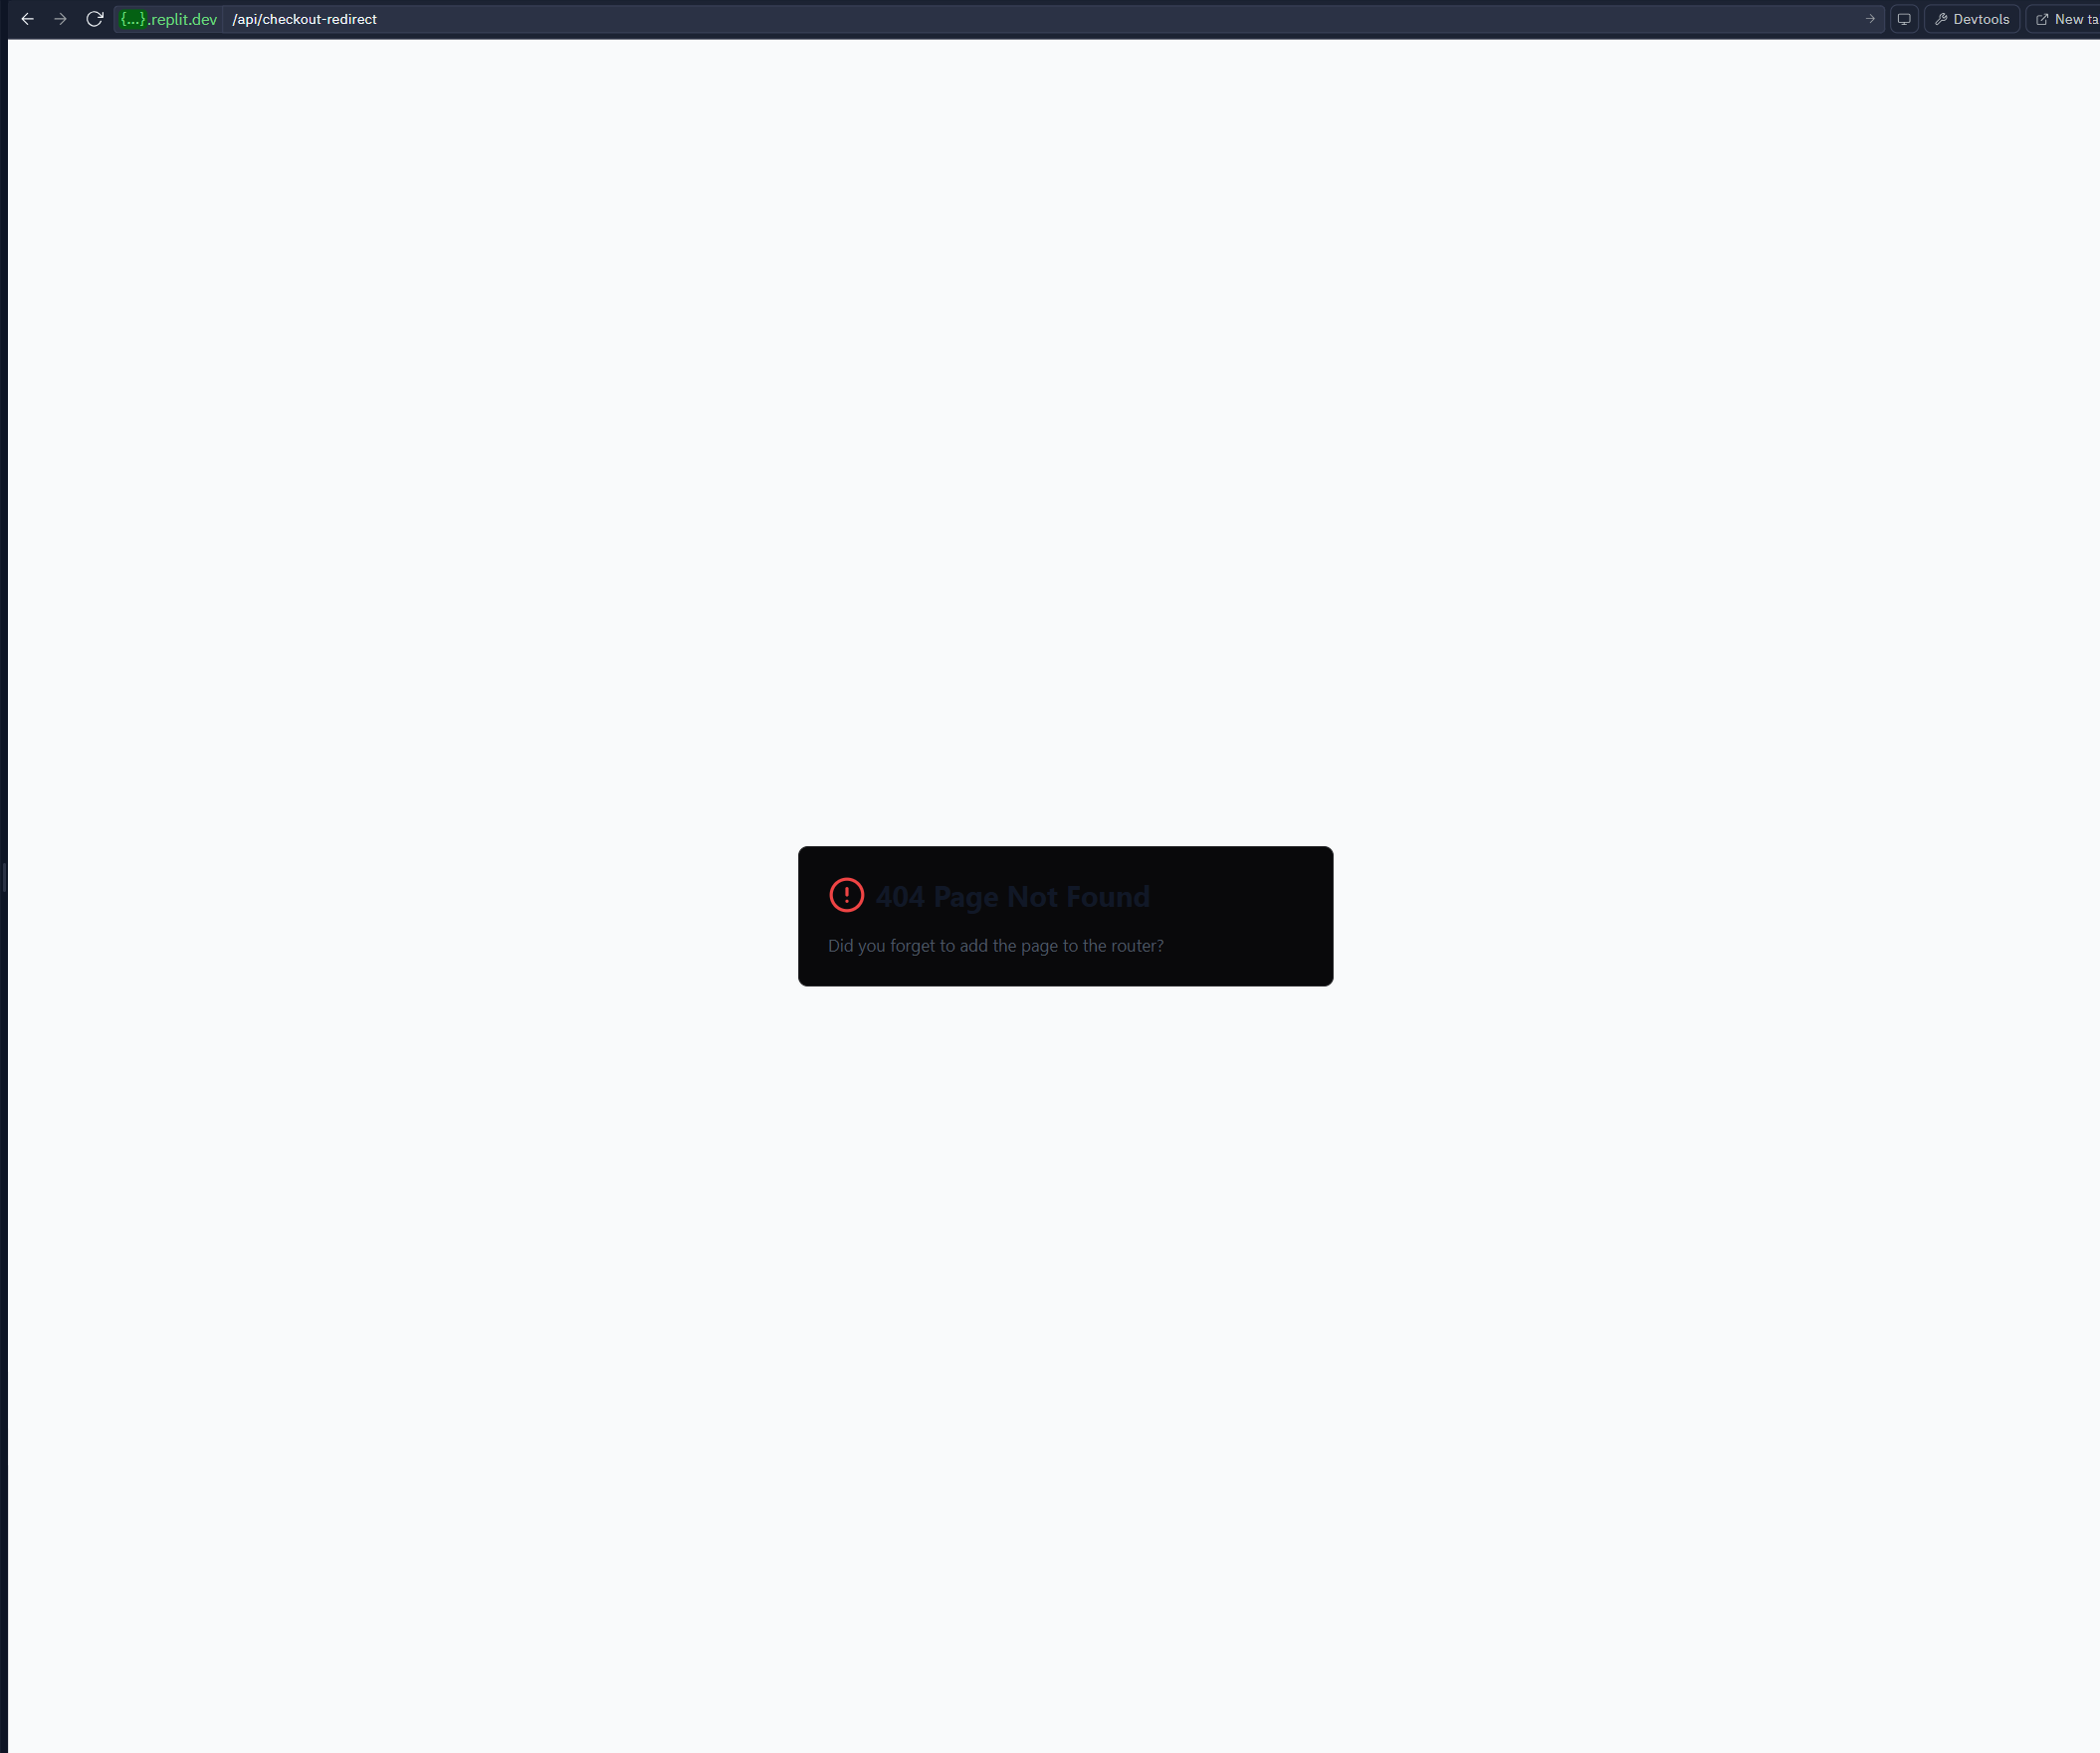 {...}.replit.dev /api/checkout-redirect Devtools New ta
404 Page Not Found
Did you forget to add the page to the router?